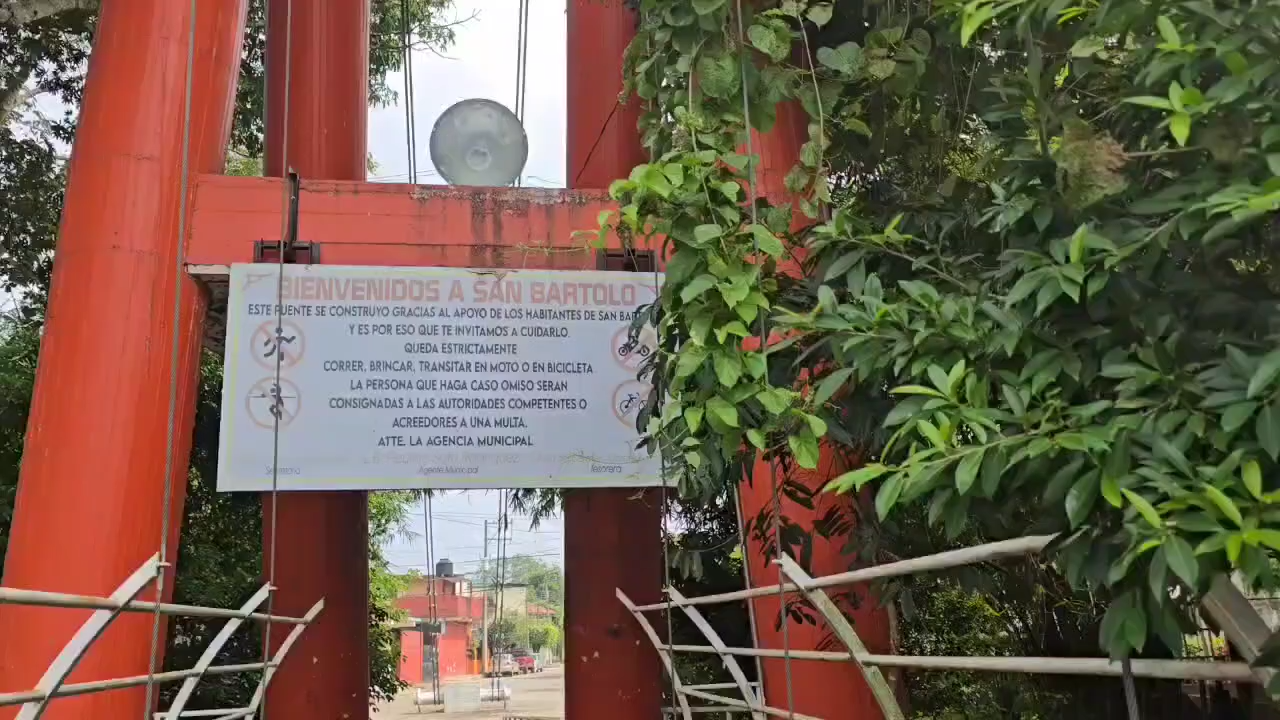 BIENVENIDOS A SAN BARTOLO
ESTE PUENTE SE CONSTRUYO GRACIAS AL APOYO DE LOS HABITANTES DE SAN
Y ES POR ESO QUE TE INVITAMOS A CUIDARLO.
QUEDA ESTRICTAMENTE
CORRER, BRINCAR, TRANSITAR EN MOTO O EN BICICLETA
LA PERSONA QUE HAGA CASO OMISO SERAN
CONSIGNADAS A LAS AUTORIDADES COMPETENTES O
ACREEDORES A UNA MULTA.
ATTE. LA AGENCIA MUNICIPAL
Agente Municipal Tesorera